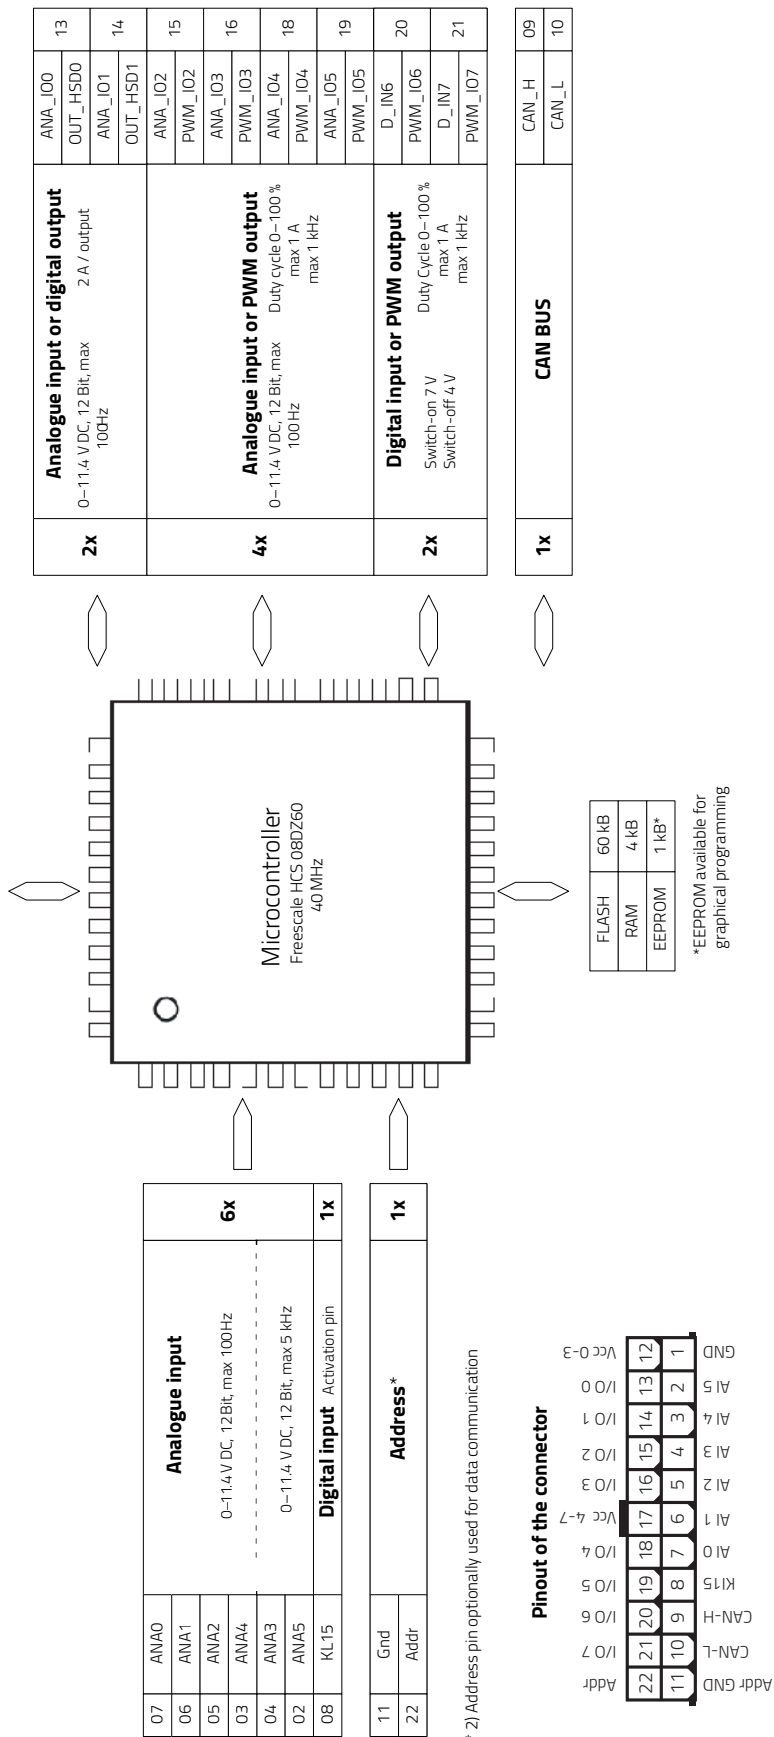 07 ANA0
06 ANA1
05 ANA2
03 ANA4
04 ANA3
02 ANA5
08 KL15
Analogue input
0–11.4 V DC, 12 Bit, max 100 Hz
0–11.4 V DC, 12 Bit, max 5 kHz
6x
Digital input Activation pin
1x
11 Gnd
22 Addr
Address*
1x
* 2) Address pin optionally used for data communication
Pinout of the connector
Addr I/O 7 I/O 6 I/O 5 I/O 4 Vcc 4-7 I/O 3 I/O 2 I/O 1 I/O 0 Vcc 0-3
22 21 20 19 18 17 16 15 14 13 12
11 10 9 8 7 6 5 4 3 2 1
Addr GND CAN-L CAN-H KI15 AI 0 AI 1 AI 2 AI 3 AI 4 AI 5 GND
Microcontroller
Freescale HCS 08DZ60
40 MHz
FLASH 60 kB
RAM 4 kB
EEPROM 1 kB*
*EEPROM available for
graphical programming
2x
Analogue input or digital output
0–11.4 V DC, 12 Bit, max 2 A / output
100Hz
ANA_IO0
OUT_HSD0
13
ANA_IO1
OUT_HSD1
14
4x
Analogue input or PWM output
0–11.4 V DC, 12 Bit, max Duty cycle 0–100 %
100 Hz max 1 A
max 1 kHz
ANA_IO2
PWM_IO2
15
ANA_IO3
PWM_IO3
16
ANA_IO4
PWM_IO4
18
ANA_IO5
PWM_IO5
19
2x
Digital input or PWM output
Switch-on 7 V Duty Cycle 0–100 %
Switch-off 4 V max 1 A
max 1 kHz
D_IN6
PWM_IO6
20
D_IN7
PWM_IO7
21
1x
CAN BUS
CAN_H 09
CAN_L 10